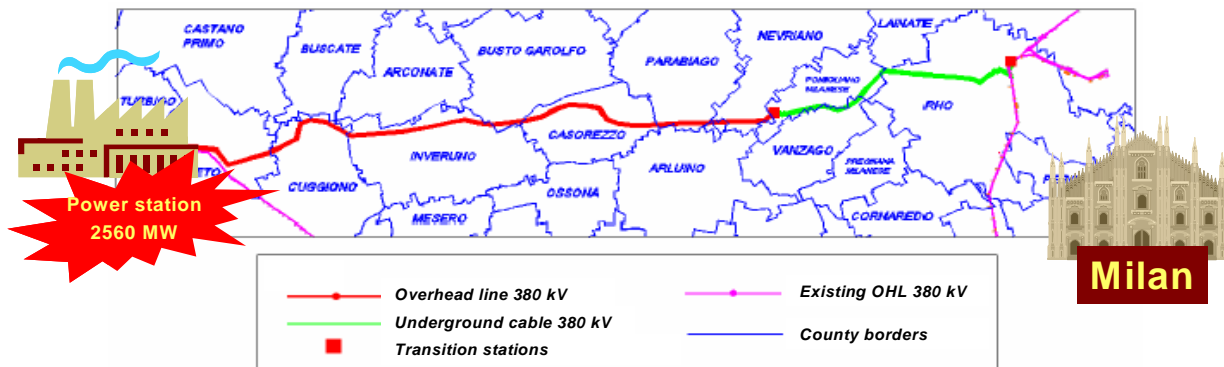 CASTANO
PRIMO
BUSCATE
ARCONATE
BUSTO GAROLFO
PARABIAGO
NEVRIANO
LAINATE
POMIGLIANO
MILANESE
RHO
TURBIGO
CASOREZZO
INVERUNO
ARLUINO
VANZAGO
PREGNANA
MILANESE
CUGGIONO
OSSONA
MESERO
CORNAREDO
Power station
2560 MW
Milan
Overhead line 380 kV
Underground cable 380 kV
Transition stations
Existing OHL 380 kV
County borders